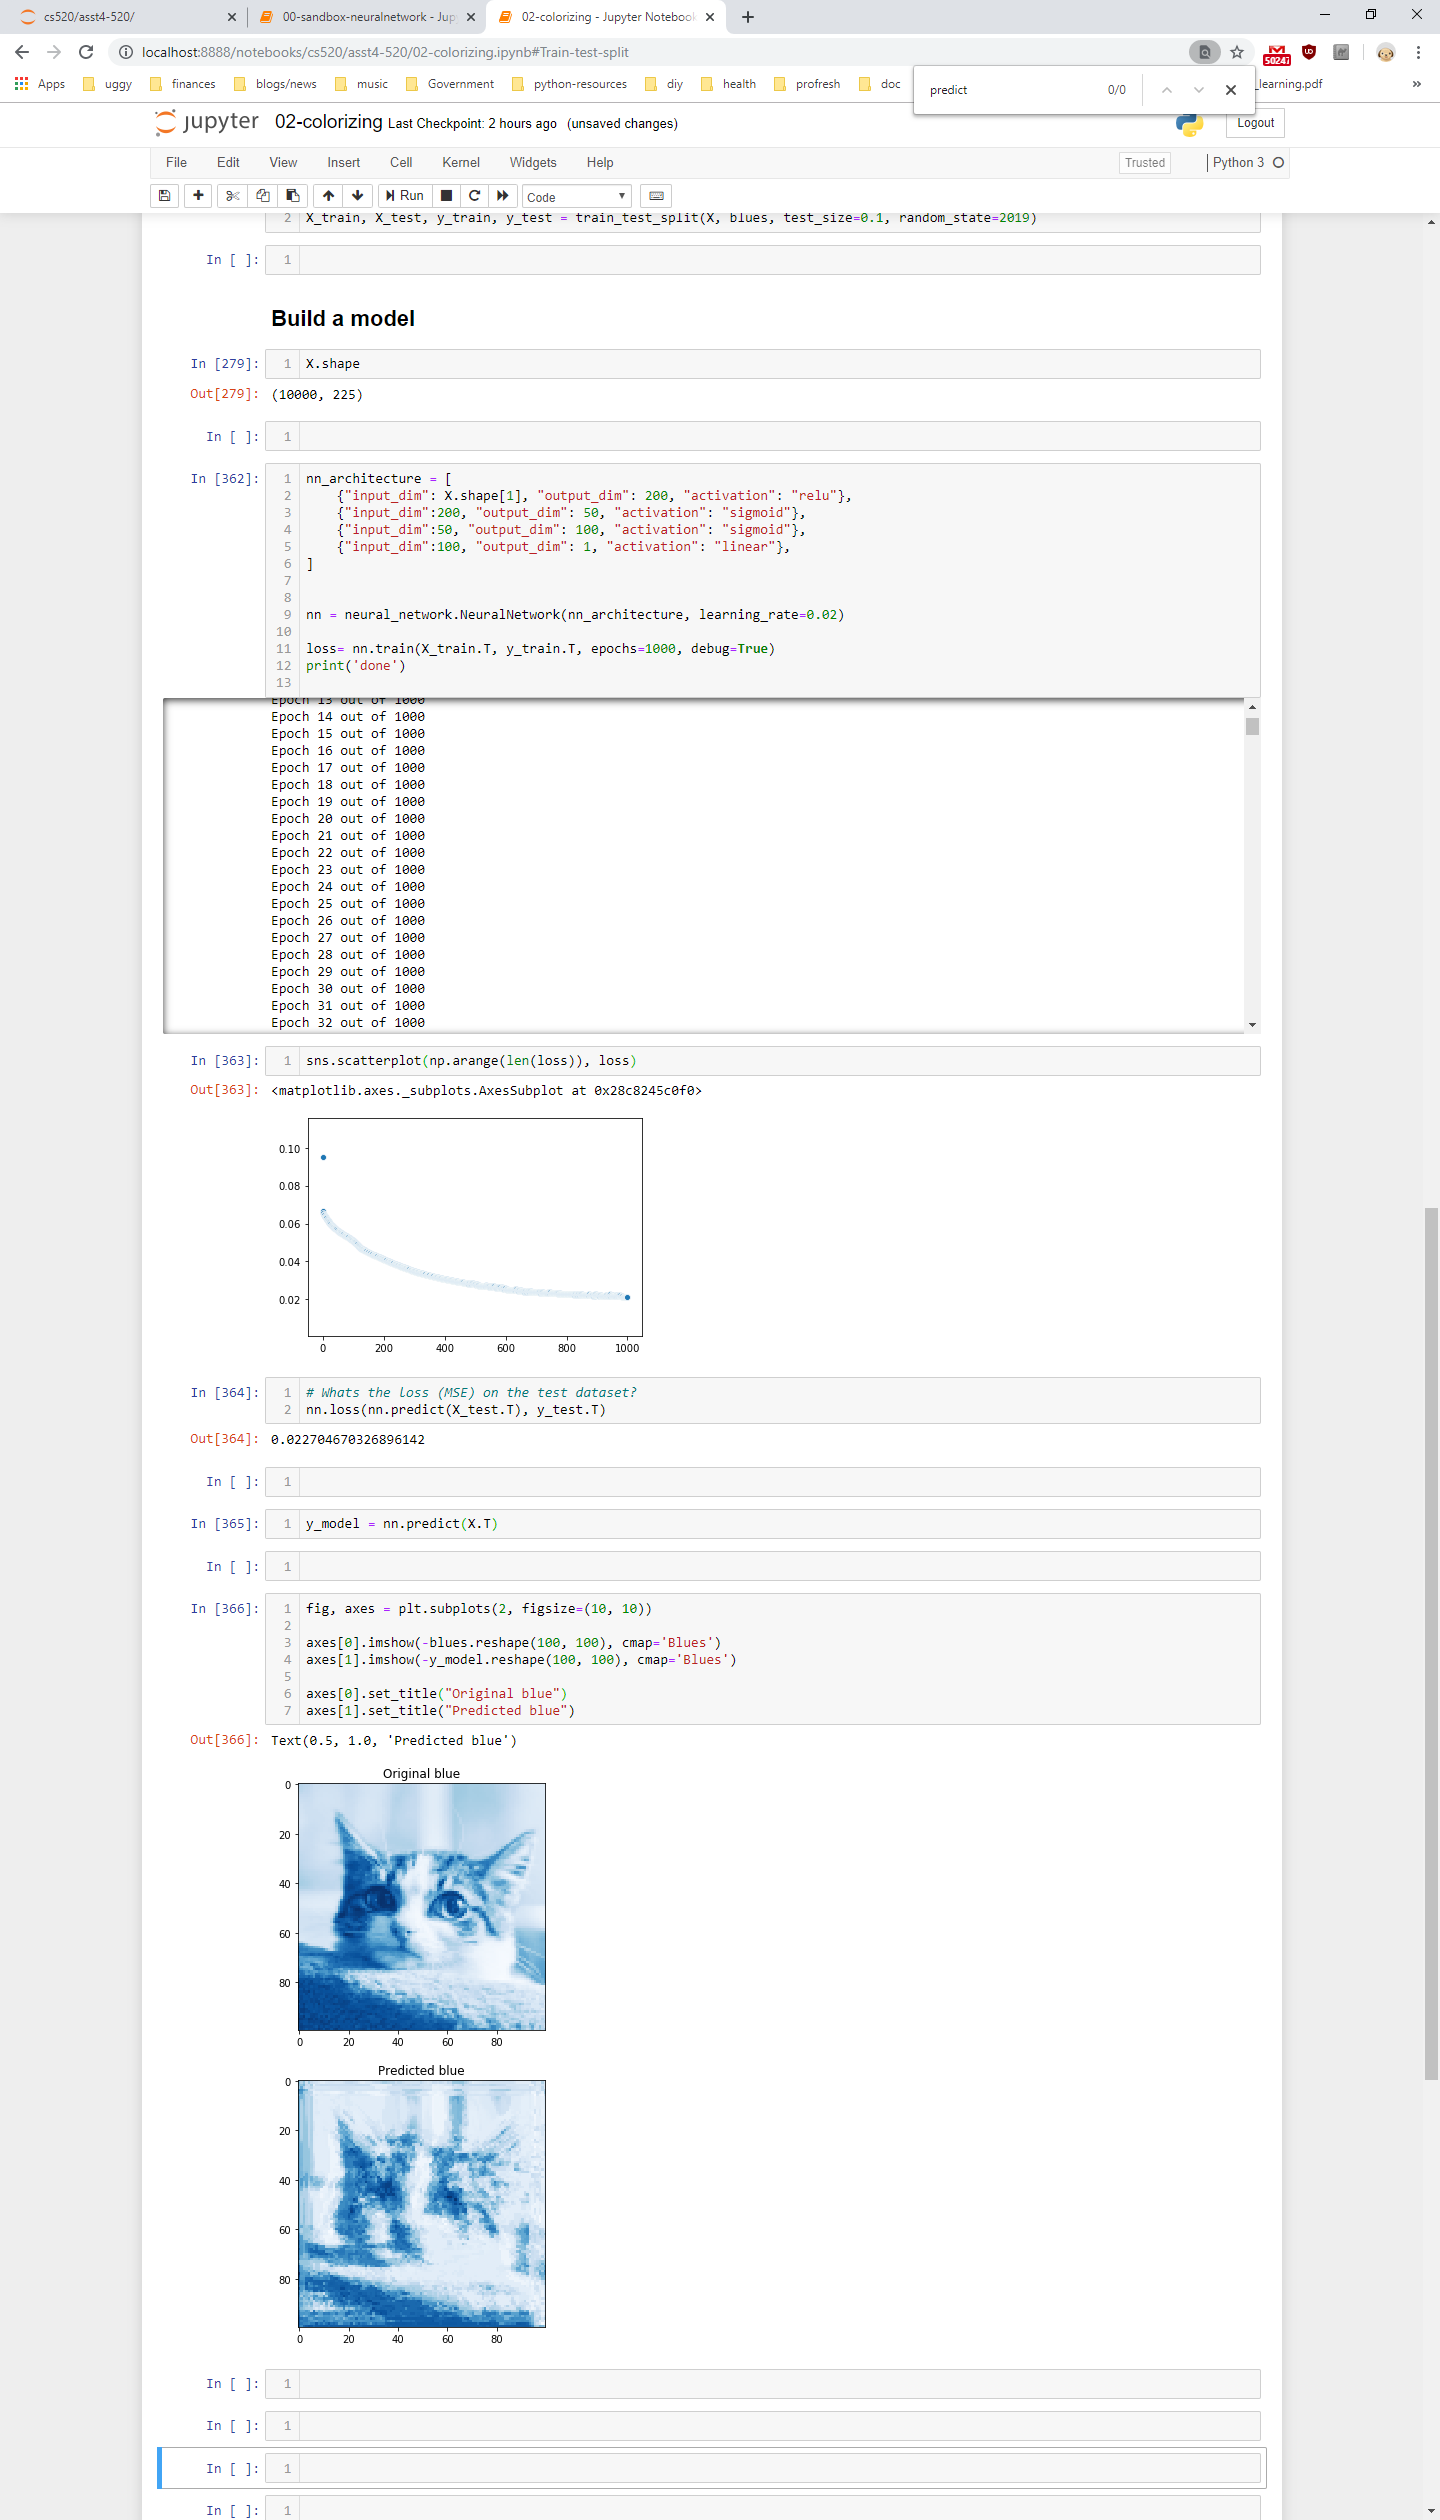 cs520/asst4-520/
00-sandbox-neuralnetwork - Jup
02-colorizing - Jupyter Notebook
localhost:8888/notebooks/cs520/asst4-520/02-colorizing.ipynb#Train-test-split
50247
Apps uggy finances blogs/news music Government python-resources diy health profresh doc _learning.pdf »
predict 0/0
jupyter 02-colorizing Last Checkpoint: 2 hours ago (unsaved changes)
Logout
File Edit View Insert Cell Kernel Widgets Help
Trusted Python 3
Run Code
2 X_train, X_test, y_train, y_test = train_test_split(X, blues, test_size=0.1, random_state=2019)
In [ ]: 1
Build a model
In [279]: 1 X.shape
Out[279]: (10000, 225)
In [ ]: 1
In [362]: 1 nn_architecture = [
2 {"input_dim": X.shape[1], "output_dim": 200, "activation": "relu"},
3 {"input_dim":200, "output_dim": 50, "activation": "sigmoid"},
4 {"input_dim":50, "output_dim": 100, "activation": "sigmoid"},
5 {"input_dim":100, "output_dim": 1, "activation": "linear"},
6 ]
7
8
9 nn = neural_network.NeuralNetwork(nn_architecture, learning_rate=0.02)
10
11 loss= nn.train(X_train.T, y_train.T, epochs=1000, debug=True)
12 print('done')
13
Epoch 13 out of 1000
Epoch 14 out of 1000
Epoch 15 out of 1000
Epoch 16 out of 1000
Epoch 17 out of 1000
Epoch 18 out of 1000
Epoch 19 out of 1000
Epoch 20 out of 1000
Epoch 21 out of 1000
Epoch 22 out of 1000
Epoch 23 out of 1000
Epoch 24 out of 1000
Epoch 25 out of 1000
Epoch 26 out of 1000
Epoch 27 out of 1000
Epoch 28 out of 1000
Epoch 29 out of 1000
Epoch 30 out of 1000
Epoch 31 out of 1000
Epoch 32 out of 1000
In [363]: 1 sns.scatterplot(np.arange(len(loss)), loss)
Out[363]: <matplotlib.axes._subplots.AxesSubplot at 0x28c8245c0f0>
0.10
0.08
0.06
0.04
0.02
0 200 400 600 800 1000
In [364]: 1 # Whats the loss (MSE) on the test dataset?
2 nn.loss(nn.predict(X_test.T), y_test.T)
Out[364]: 0.022704670326896142
In [ ]: 1
In [365]: 1 y_model = nn.predict(X.T)
In [ ]: 1
In [366]: 1 fig, axes = plt.subplots(2, figsize=(10, 10))
2
3 axes[0].imshow(-blues.reshape(100, 100), cmap='Blues')
4 axes[1].imshow(-y_model.reshape(100, 100), cmap='Blues')
5
6 axes[0].set_title("Original blue")
7 axes[1].set_title("Predicted blue")
Out[366]: Text(0.5, 1.0, 'Predicted blue')
Original blue
0
20
40
60
80
0 20 40 60 80
Predicted blue
0
20
40
60
80
0 20 40 60 80
In [ ]: 1
In [ ]: 1
In [ ]: 1
In [ ]: 1